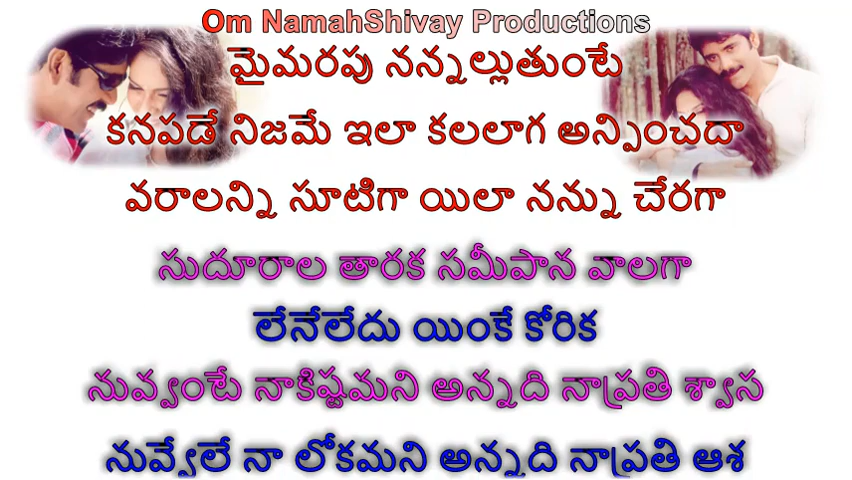 Om NamahShivay Productions
మైమరపు నన్నల్లుతుంటే
కనపడే నిజమే ఇలా కలలాగ అన్పించదా
వరాలన్ని సూటిగా యిలా నన్ను చేరగా
సుదూరాల తారక సమీపాన వాలగా
లేనేలేదు యింకే కోరిక
నువ్వంటే నాకిష్టమని అన్నది నాప్రతి శ్వాస
నువ్వేలే నా లోకమని అన్నది నాప్రతి ఆశ